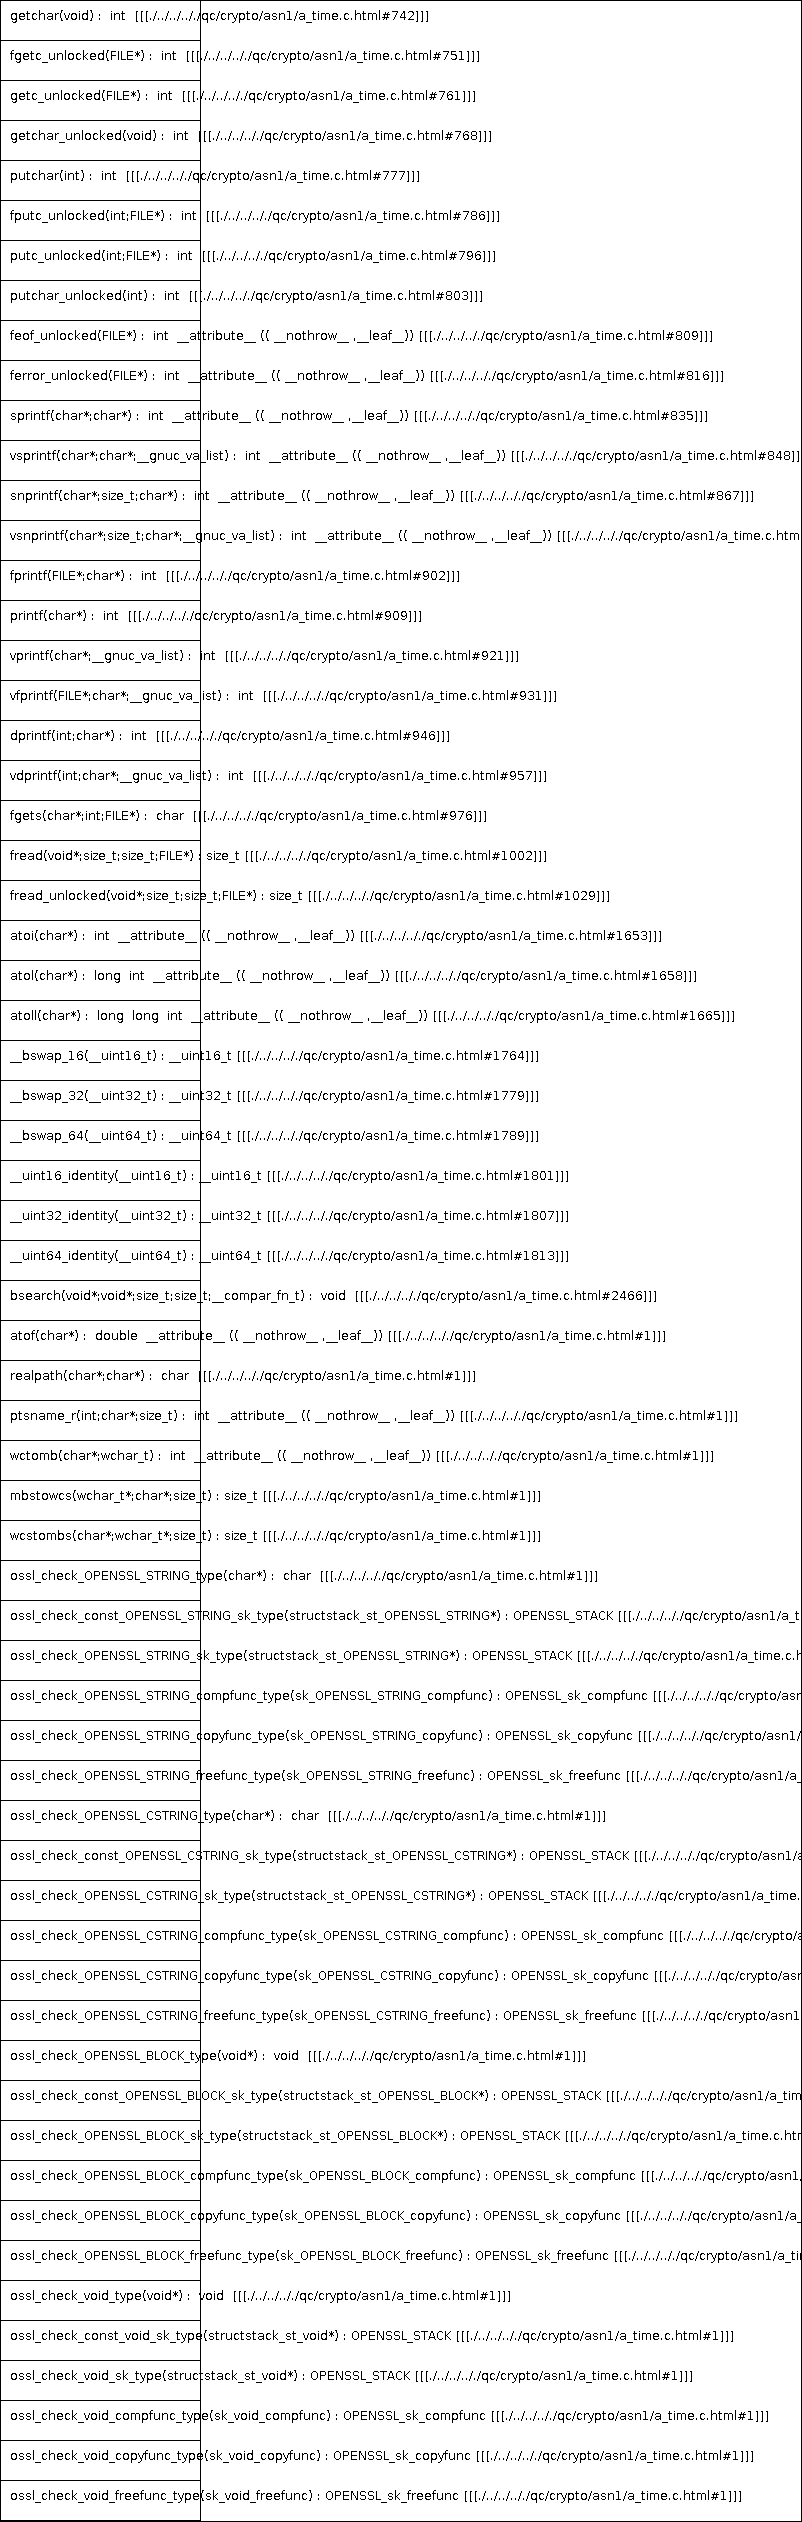 getchar(void) : int [[[./../../../../qc/crypto/asn1/a_time.c.html#742]]]
fgetc_unlocked(FILE*) : int [[[./../../../../qc/crypto/asn1/a_time.c.html#751]]]
getc_unlocked(FILE*) : int [[[./../../../../qc/crypto/asn1/a_time.c.html#761]]]
getchar_unlocked(void) : int [[[./../../../../qc/crypto/asn1/a_time.c.html#768]]]
putchar(int) : int [[[./../../../../qc/crypto/asn1/a_time.c.html#777]]]
fputc_unlocked(int;FILE*) : int [[[./../../../../qc/crypto/asn1/a_time.c.html#786]]]
putc_unlocked(int;FILE*) : int [[[./../../../../qc/crypto/asn1/a_time.c.html#796]]]
putchar_unlocked(int) : int [[[./../../../../qc/crypto/asn1/a_time.c.html#803]]]
feof_unlocked(FILE*) : int __attribute__ (( __nothrow__ ,__leaf__)) [[[./../../../../qc/crypto/asn1/a_time.c.html#809]]]
ferror_unlocked(FILE*) : int __attribute__ (( __nothrow__ ,__leaf__)) [[[./../../../../qc/crypto/asn1/a_time.c.html#816]]]
sprintf(char*;char*) : int __attribute__ (( __nothrow__ ,__leaf__)) [[[./../../../../qc/crypto/asn1/a_time.c.html#835]]]
vsprintf(char*;char*;__gnuc_va_list) : int __attribute__ (( __nothrow__ ,__leaf__)) [[[./../../../../qc/crypto/asn1/a_time.c.html#848]]
snprintf(char*;size_t;char*) : int __attribute__ (( __nothrow__ ,__leaf__)) [[[./../../../../qc/crypto/asn1/a_time.c.html#867]]]
vsnprintf(char*;size_t;char*;__gnuc_va_list) : int __attribute__ (( __nothrow__ ,__leaf__)) [[[./../../../../qc/crypto/asn1/a_time.c.htm
fprintf(FILE*;char*) : int [[[./../../../../qc/crypto/asn1/a_time.c.html#902]]]
printf(char*) : int [[[./../../../../qc/crypto/asn1/a_time.c.html#909]]]
vprintf(char*;__gnuc_va_list) : int [[[./../../../../qc/crypto/asn1/a_time.c.html#921]]]
vfprintf(FILE*;char*;__gnuc_va_list) : int [[[./../../../../qc/crypto/asn1/a_time.c.html#931]]]
dprintf(int;char*) : int [[[./../../../../qc/crypto/asn1/a_time.c.html#946]]]
vdprintf(int;char*;__gnuc_va_list) : int [[[./../../../../qc/crypto/asn1/a_time.c.html#957]]]
fgets(char*;int;FILE*) : char [[[./../../../../qc/crypto/asn1/a_time.c.html#976]]]
fread(void*;size_t;size_t;FILE*) : size_t [[[./../../../../qc/crypto/asn1/a_time.c.html#1002]]]
fread_unlocked(void*;size_t;size_t;FILE*) : size_t [[[./../../../../qc/crypto/asn1/a_time.c.html#1029]]]
atoi(char*) : int __attribute__ (( __nothrow__ ,__leaf__)) [[[./../../../../qc/crypto/asn1/a_time.c.html#1653]]]
atol(char*) : long int __attribute__ (( __nothrow__ ,__leaf__)) [[[./../../../../qc/crypto/asn1/a_time.c.html#1658]]]
atoll(char*) : long long int __attribute__ (( __nothrow__ ,__leaf__)) [[[./../../../../qc/crypto/asn1/a_time.c.html#1665]]]
__bswap_16(__uint16_t) : __uint16_t [[[./../../../../qc/crypto/asn1/a_time.c.html#1764]]]
__bswap_32(__uint32_t) : __uint32_t [[[./../../../../qc/crypto/asn1/a_time.c.html#1779]]]
__bswap_64(__uint64_t) : __uint64_t [[[./../../../../qc/crypto/asn1/a_time.c.html#1789]]]
__uint16_identity(__uint16_t) : __uint16_t [[[./../../../../qc/crypto/asn1/a_time.c.html#1801]]]
__uint32_identity(__uint32_t) : __uint32_t [[[./../../../../qc/crypto/asn1/a_time.c.html#1807]]]
__uint64_identity(__uint64_t) : __uint64_t [[[./../../../../qc/crypto/asn1/a_time.c.html#1813]]]
bsearch(void*;void*;size_t;size_t;__compar_fn_t) : void [[[./../../../../qc/crypto/asn1/a_time.c.html#2466]]]
atof(char*) : double __attribute__ (( __nothrow__ ,__leaf__)) [[[./../../../../qc/crypto/asn1/a_time.c.html#1]]]
realpath(char*;char*) : char [[[./../../../../qc/crypto/asn1/a_time.c.html#1]]]
ptsname_r(int;char*;size_t) : int __attribute__ (( __nothrow__ ,__leaf__)) [[[./../../../../qc/crypto/asn1/a_time.c.html#1]]]
wctomb(char*;wchar_t) : int __attribute__ (( __nothrow__ ,__leaf__)) [[[./../../../../qc/crypto/asn1/a_time.c.html#1]]]
mbstowcs(wchar_t*;char*;size_t) : size_t [[[./../../../../qc/crypto/asn1/a_time.c.html#1]]]
wcstombs(char*;wchar_t*;size_t) : size_t [[[./../../../../qc/crypto/asn1/a_time.c.html#1]]]
ossl_check_OPENSSL_STRING_type(char*) : char [[[./../../../../qc/crypto/asn1/a_time.c.html#1]]]
ossl_check_const_OPENSSL_STRING_sk_type(structstack_st_OPENSSL_STRING*) : OPENSSL_STACK [[[./../../../../qc/crypto/asn1/a_t
ossl_check_OPENSSL_STRING_sk_type(structstack_st_OPENSSL_STRING*) : OPENSSL_STACK [[[./../../../../qc/crypto/asn1/a_time.c.h
ossl_check_OPENSSL_STRING_compfunc_type(sk_OPENSSL_STRING_compfunc) : OPENSSL_sk_compfunc [[[./../../../../qc/crypto/asn
ossl_check_OPENSSL_STRING_copyfunc_type(sk_OPENSSL_STRING_copyfunc) : OPENSSL_sk_copyfunc [[[./../../../../qc/crypto/asn1/
ossl_check_OPENSSL_STRING_freefunc_type(sk_OPENSSL_STRING_freefunc) : OPENSSL_sk_freefunc [[[./../../../../qc/crypto/asn1/a_
ossl_check_OPENSSL_CSTRING_type(char*) : char [[[./../../../../qc/crypto/asn1/a_time.c.html#1]]]
ossl_check_const_OPENSSL_CSTRING_sk_type(structstack_st_OPENSSL_CSTRING*) : OPENSSL_STACK [[[./../../../../qc/crypto/asn1/a
ossl_check_OPENSSL_CSTRING_sk_type(structstack_st_OPENSSL_CSTRING*) : OPENSSL_STACK [[[./../../../../qc/crypto/asn1/a_time.
ossl_check_OPENSSL_CSTRING_compfunc_type(sk_OPENSSL_CSTRING_compfunc) : OPENSSL_sk_compfunc [[[./../../../../qc/crypto/a
ossl_check_OPENSSL_CSTRING_copyfunc_type(sk_OPENSSL_CSTRING_copyfunc) : OPENSSL_sk_copyfunc [[[./../../../../qc/crypto/asn
ossl_check_OPENSSL_CSTRING_freefunc_type(sk_OPENSSL_CSTRING_freefunc) : OPENSSL_sk_freefunc [[[./../../../../qc/crypto/asn1
ossl_check_OPENSSL_BLOCK_type(void*) : void [[[./../../../../qc/crypto/asn1/a_time.c.html#1]]]
ossl_check_const_OPENSSL_BLOCK_sk_type(structstack_st_OPENSSL_BLOCK*) : OPENSSL_STACK [[[./../../../../qc/crypto/asn1/a_tim
ossl_check_OPENSSL_BLOCK_sk_type(structstack_st_OPENSSL_BLOCK*) : OPENSSL_STACK [[[./../../../../qc/crypto/asn1/a_time.c.htm
ossl_check_OPENSSL_BLOCK_compfunc_type(sk_OPENSSL_BLOCK_compfunc) : OPENSSL_sk_compfunc [[[./../../../../qc/crypto/asn1/
ossl_check_OPENSSL_BLOCK_copyfunc_type(sk_OPENSSL_BLOCK_copyfunc) : OPENSSL_sk_copyfunc [[[./../../../../qc/crypto/asn1/a_
ossl_check_OPENSSL_BLOCK_freefunc_type(sk_OPENSSL_BLOCK_freefunc) : OPENSSL_sk_freefunc [[[./../../../../qc/crypto/asn1/a_ti
ossl_check_void_type(void*) : void [[[./../../../../qc/crypto/asn1/a_time.c.html#1]]]
ossl_check_const_void_sk_type(structstack_st_void*) : OPENSSL_STACK [[[./../../../../qc/crypto/asn1/a_time.c.html#1]]]
ossl_check_void_sk_type(structstack_st_void*) : OPENSSL_STACK [[[./../../../../qc/crypto/asn1/a_time.c.html#1]]]
ossl_check_void_compfunc_type(sk_void_compfunc) : OPENSSL_sk_compfunc [[[./../../../../qc/crypto/asn1/a_time.c.html#1]]]
ossl_check_void_copyfunc_type(sk_void_copyfunc) : OPENSSL_sk_copyfunc [[[./../../../../qc/crypto/asn1/a_time.c.html#1]]]
ossl_check_void_freefunc_type(sk_void_freefunc) : OPENSSL_sk_freefunc [[[./../../../../qc/crypto/asn1/a_time.c.html#1]]]